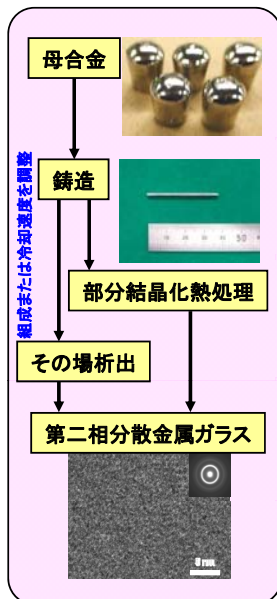 母合金
鋳造
組成または冷却速度を調整
部分結晶化熱処理
その場析出
第二相分散金属ガラス
50